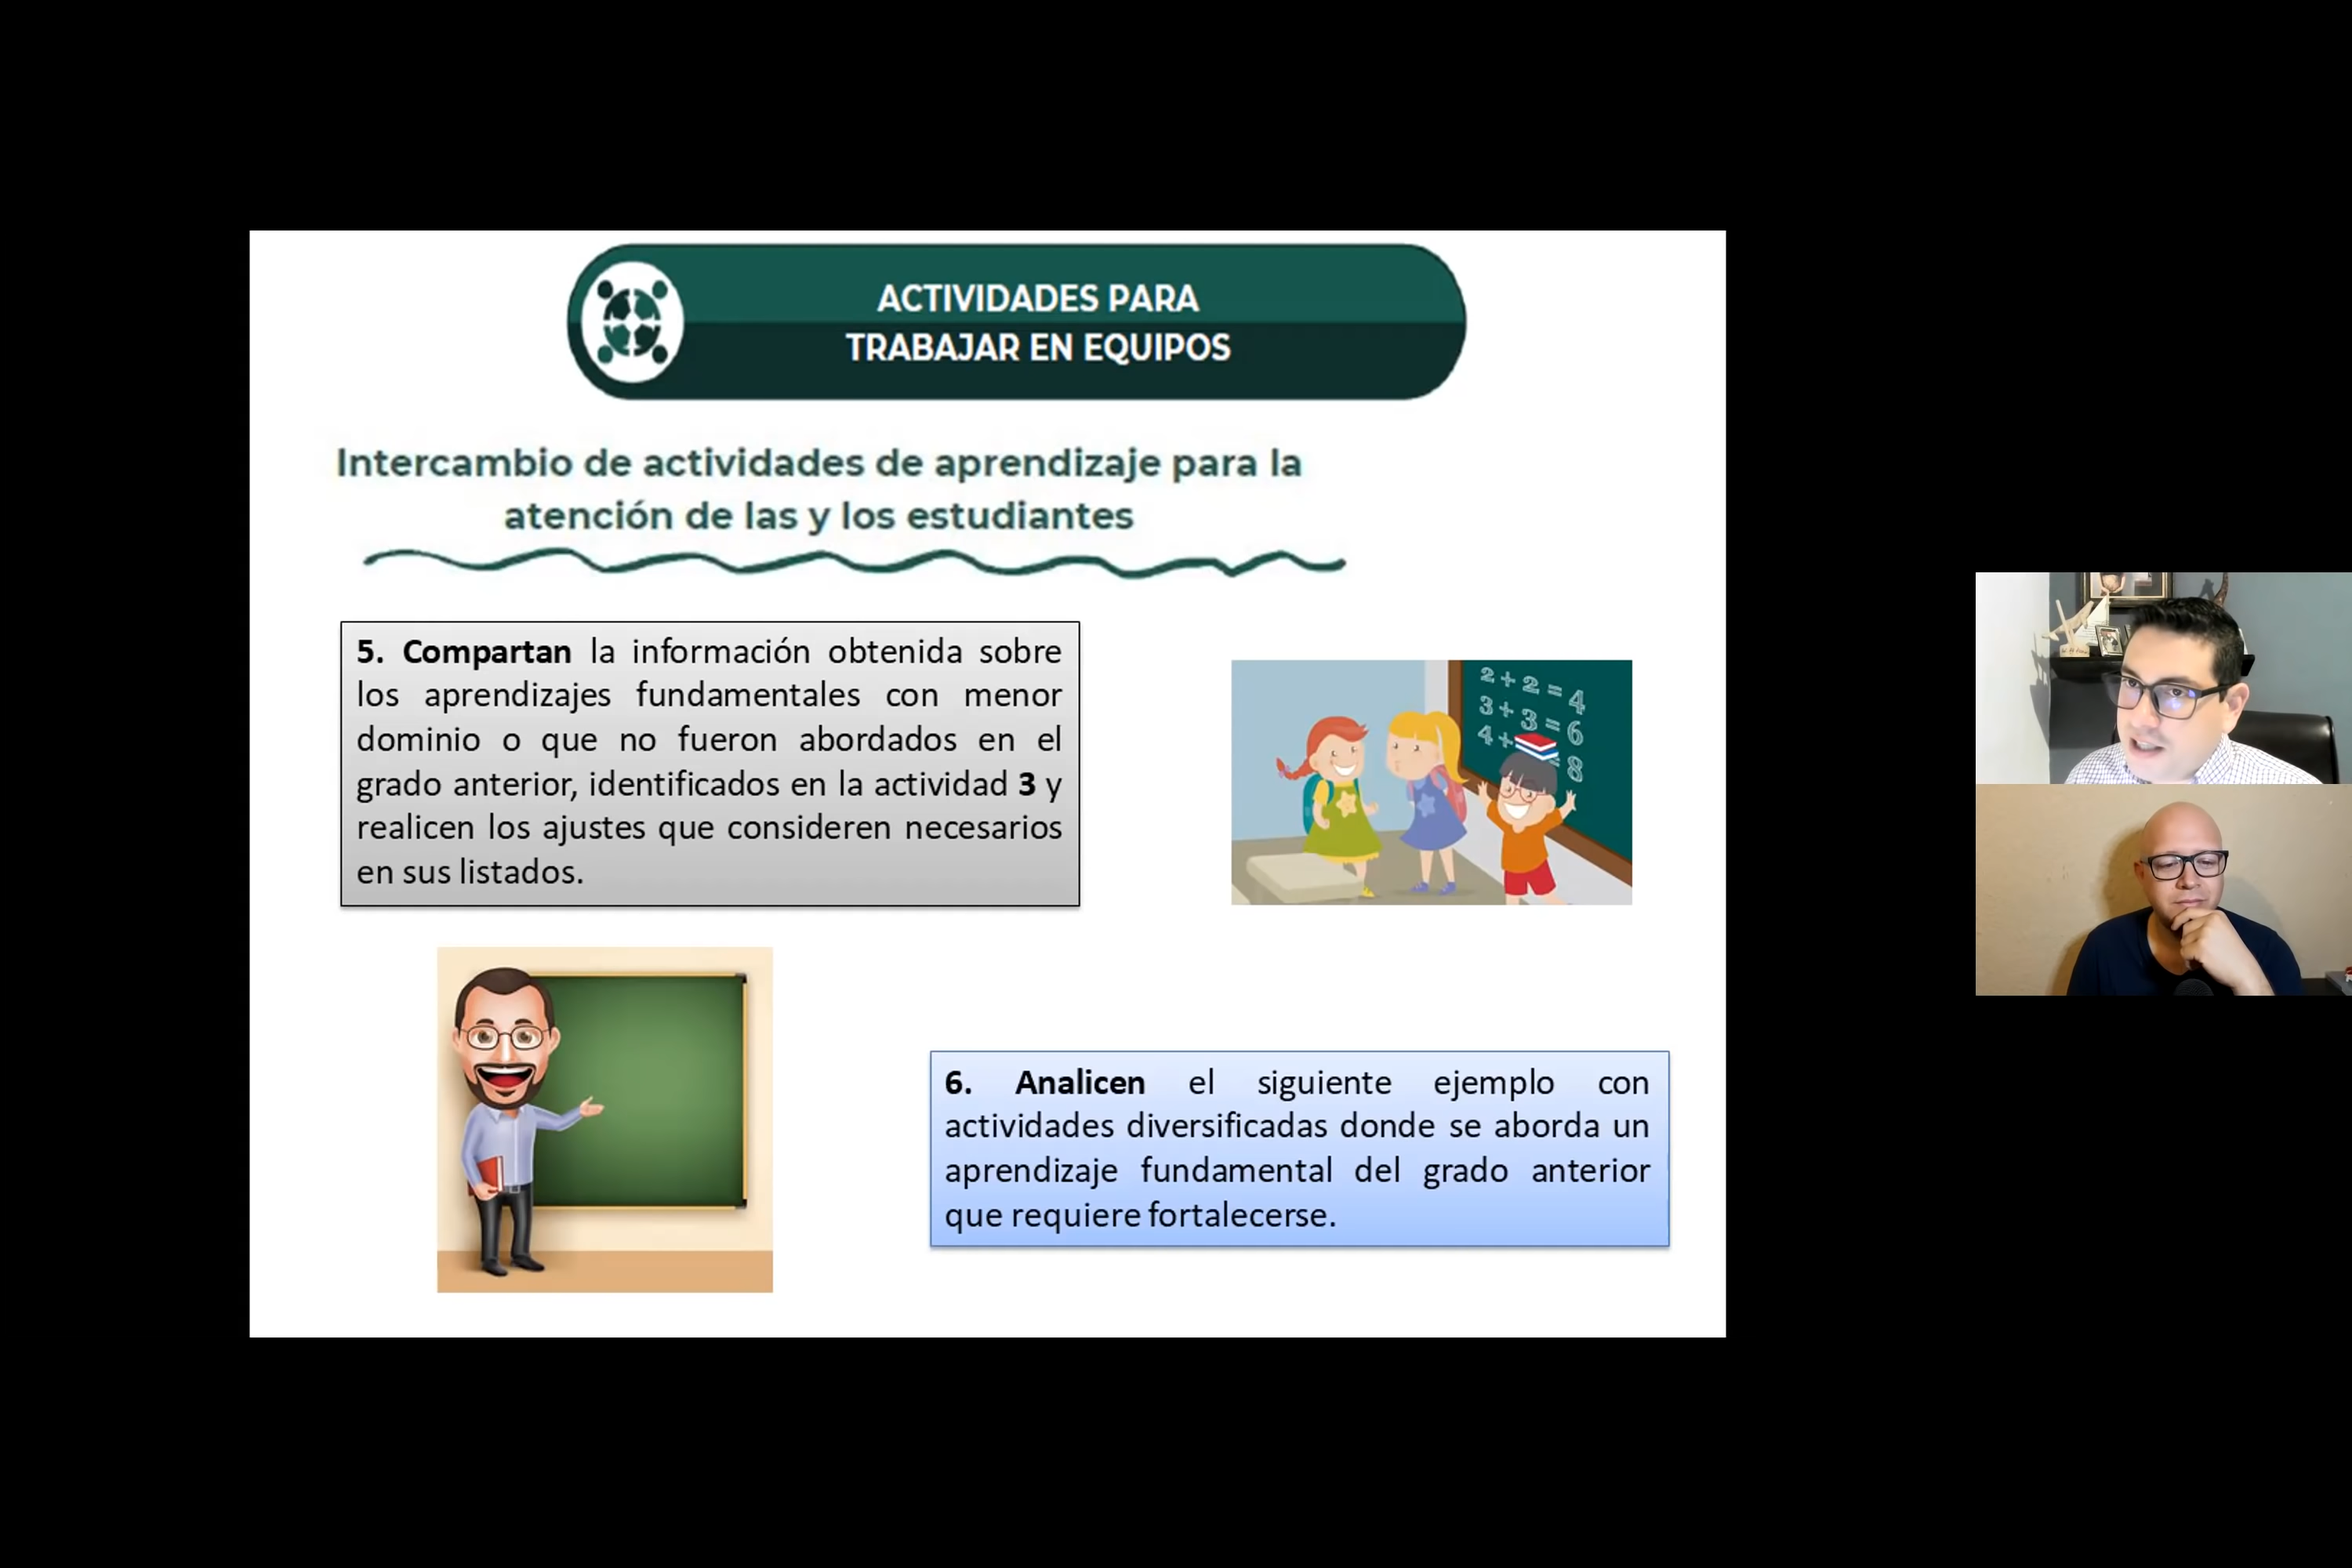 ACTIVIDADES PARA
TRABAJAR EN EQUIPOS
Intercambio de actividades de aprendizaje para la
atención de las y los estudiantes
5. Compartan la información obtenida sobre
los aprendizajes fundamentales con menor
dominio o que no fueron abordados en el
grado anterior, identificados en la actividad 3 y
realicen los ajustes que consideren necesarios
en sus listados.
2+2=4
3+3=6
4+ =8
6. Analicen el siguiente ejemplo con
actividades diversificadas donde se aborda un
aprendizaje fundamental del grado anterior
que requiere fortalecerse.